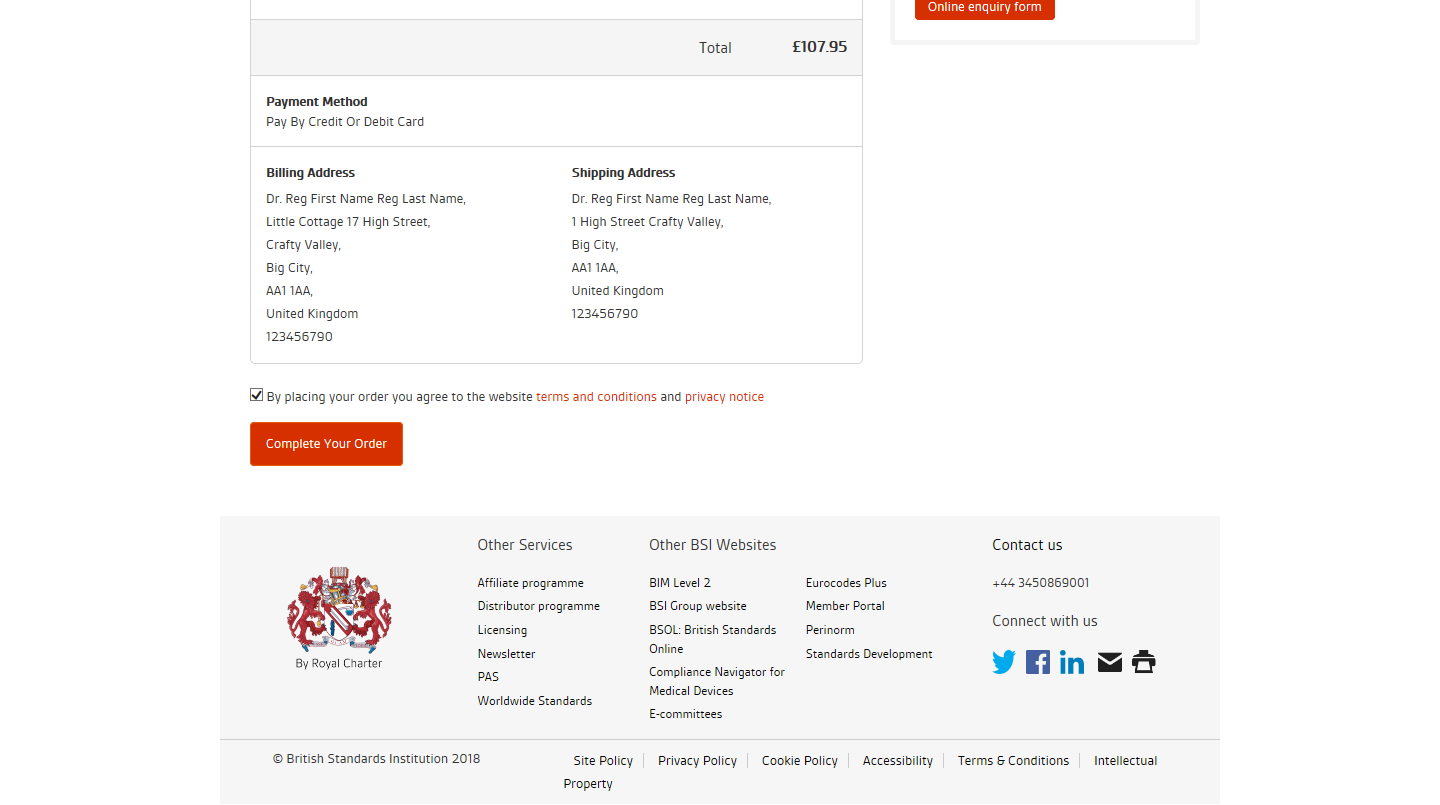 Online enquiry form
Total £107.95
Payment Method
Pay By Credit Or Debit Card
Billing Address
Dr. Reg First Name Reg Last Name,
Little Cottage 17 High Street,
Crafty Valley,
Big City,
AA1 1AA,
United Kingdom
123456790
Shipping Address
Dr. Reg First Name Reg Last Name,
1 High Street Crafty Valley,
Big City,
AA1 1AA,
United Kingdom
123456790
By placing your order you agree to the website terms and conditions and privacy notice
Complete Your Order
By Royal Charter
Other Services
Affiliate programme
Distributor programme
Licensing
Newsletter
PAS
Worldwide Standards
Other BSI Websites
BIM Level 2
BSI Group website
BSOL: British Standards
Online
Compliance Navigator for
Medical Devices
E-committees
Eurocodes Plus
Member Portal
Perinorm
Standards Development
Contact us
+44 3450869001
Connect with us
© British Standards Institution 2018
Site Policy Privacy Policy Cookie Policy Accessibility Terms & Conditions Intellectual
Property